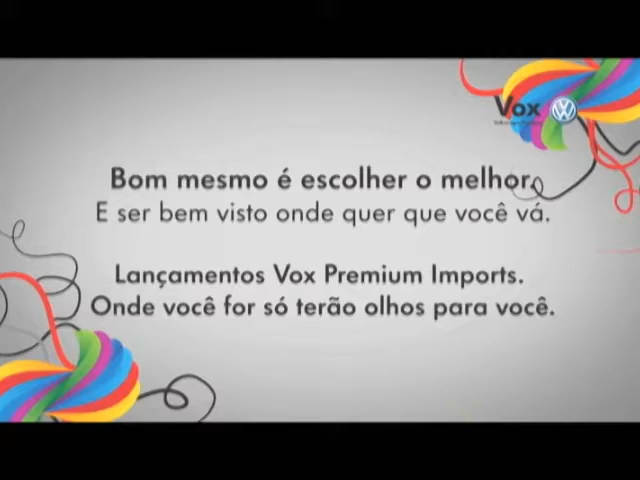 Vox
Bom mesmo é escolher o melhor.
E ser bem visto onde quer que você vá.
Lançamentos Vox Premium Imports.
Onde você for só terão olhos para você.